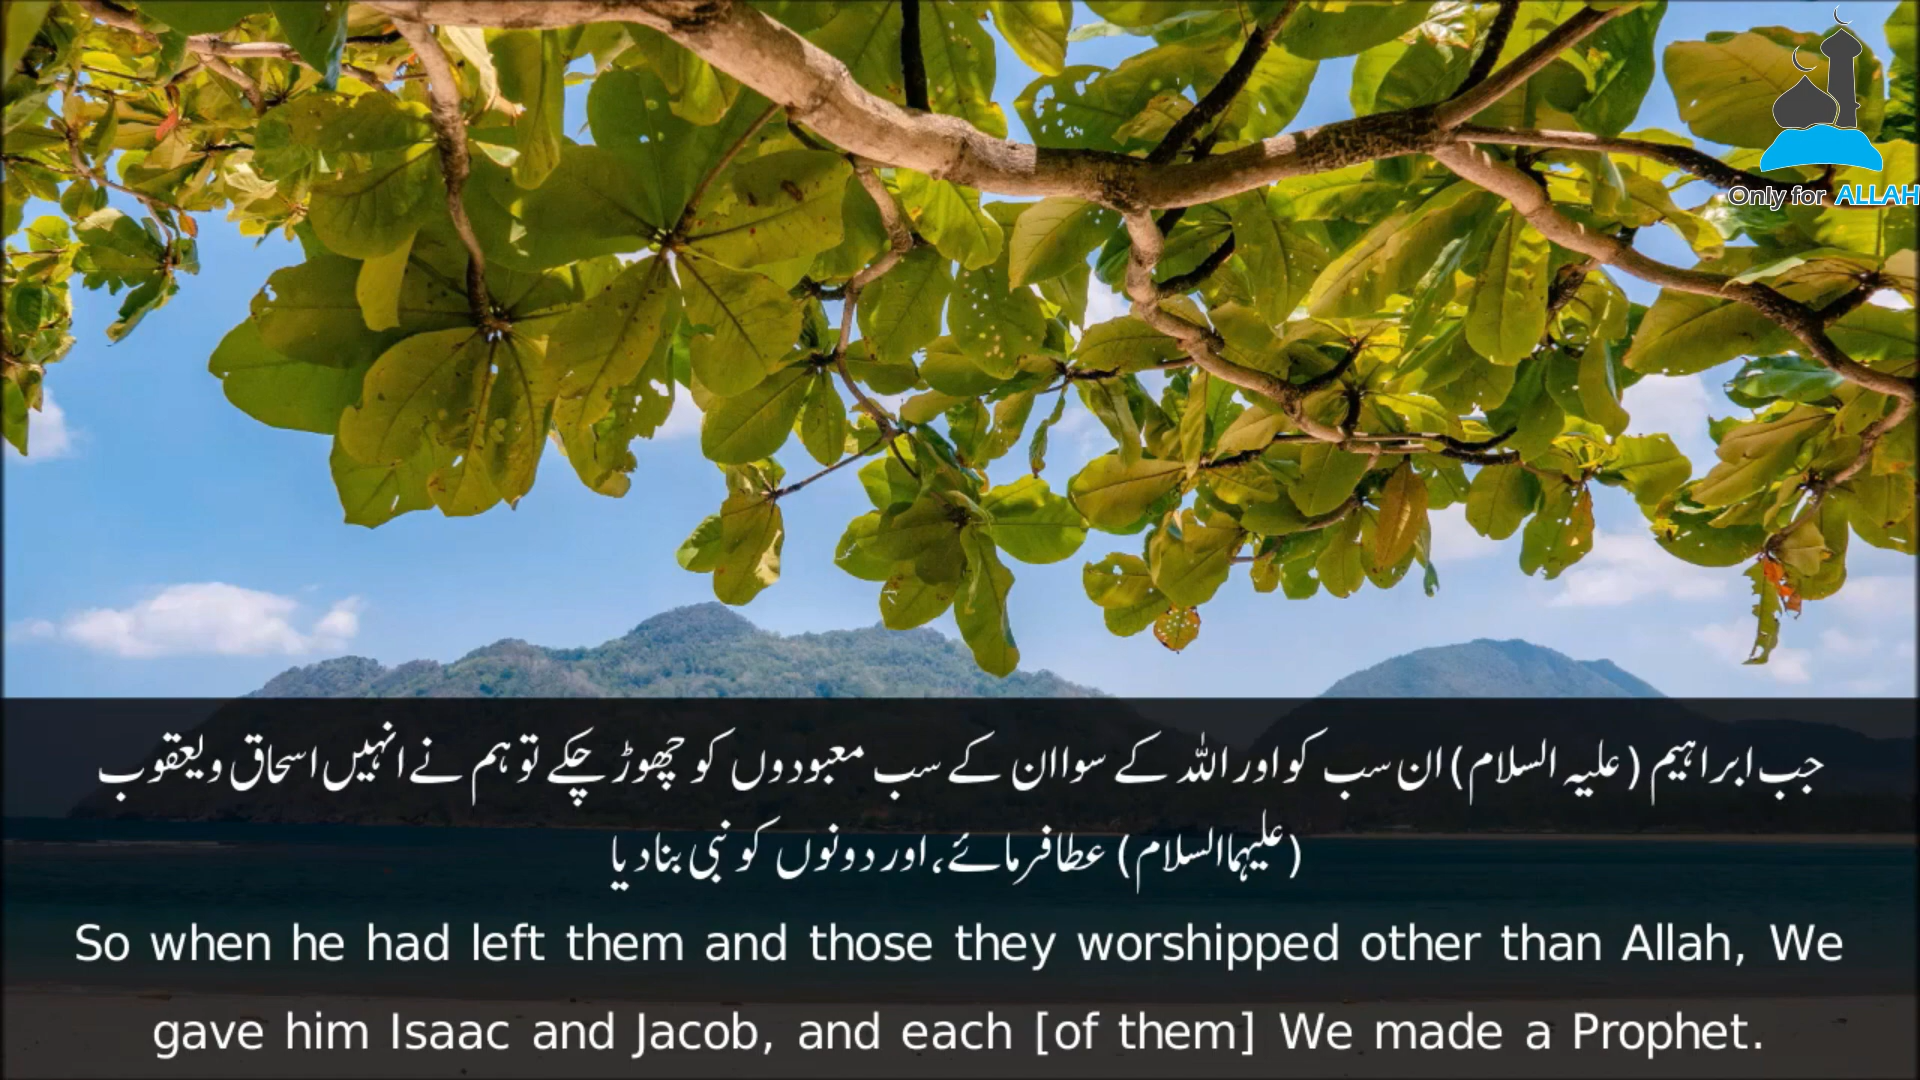 Only for ALLAH
جب ابراہیم (علیہ السلام) ان سب کو اور اللہ کے سوا ان کے سب معبودوں کو چھوڑ چکے تو ہم نے انہیں اسحاق و یعقوب
(علیہما السلام) عطا فرمائے، اور دونوں کو نبی بنا دیا
So when he had left them and those they worshipped other than Allah, We
gave him Isaac and Jacob, and each [of them] We made a Prophet.